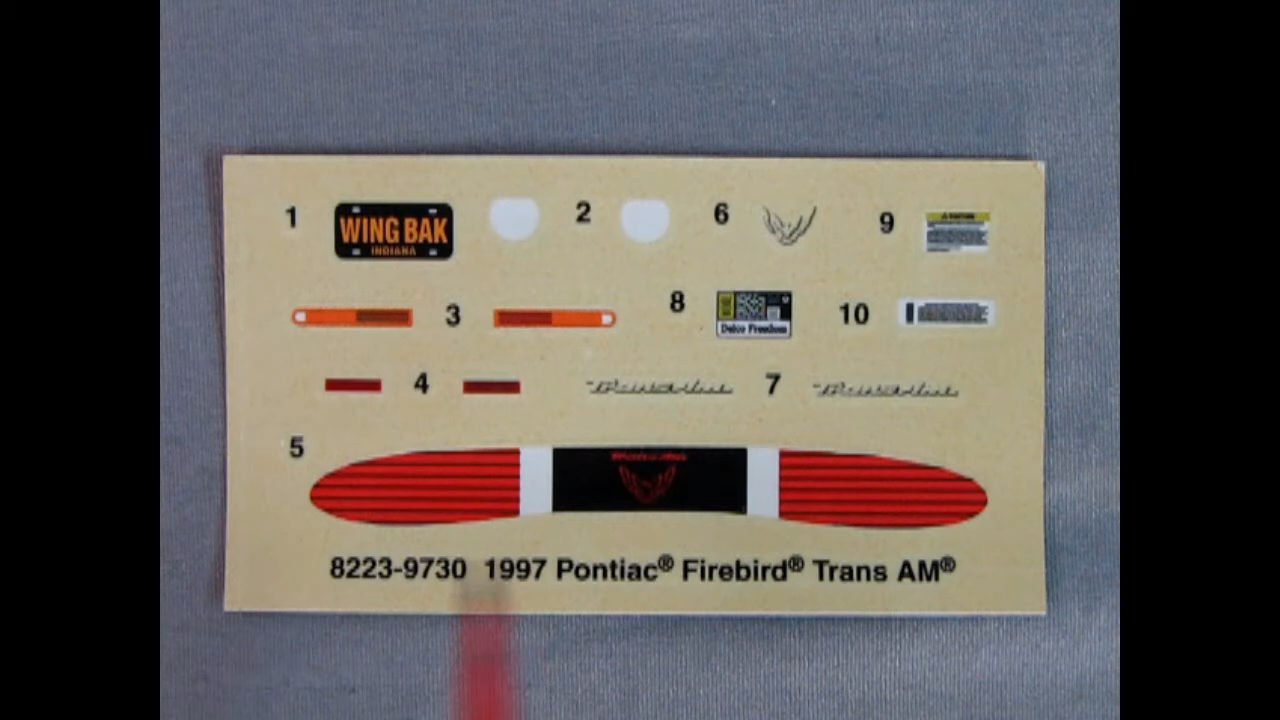 1
WING BAK
INDIANA
2
6
9
3
8
Delco Freedom
10
4
7
5
8223-9730 1997 Pontiac® Firebird® Trans AM®